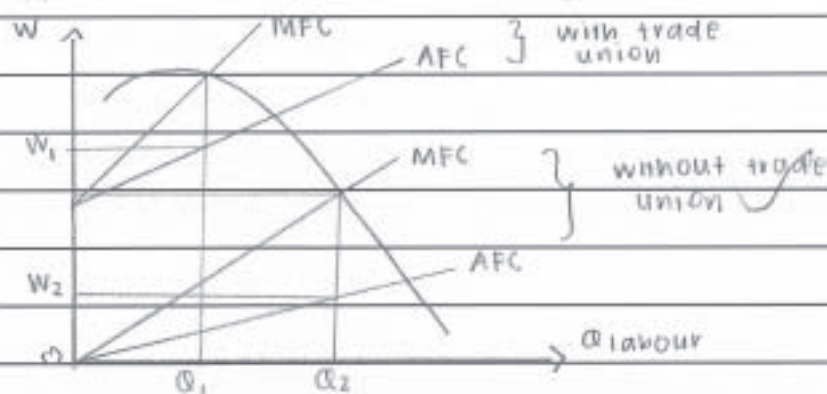 W
MFC
AFC } with trade
union
W₁
MFC
} without trade
union
AFC
W₂
Q labour
Q₁ Q₂